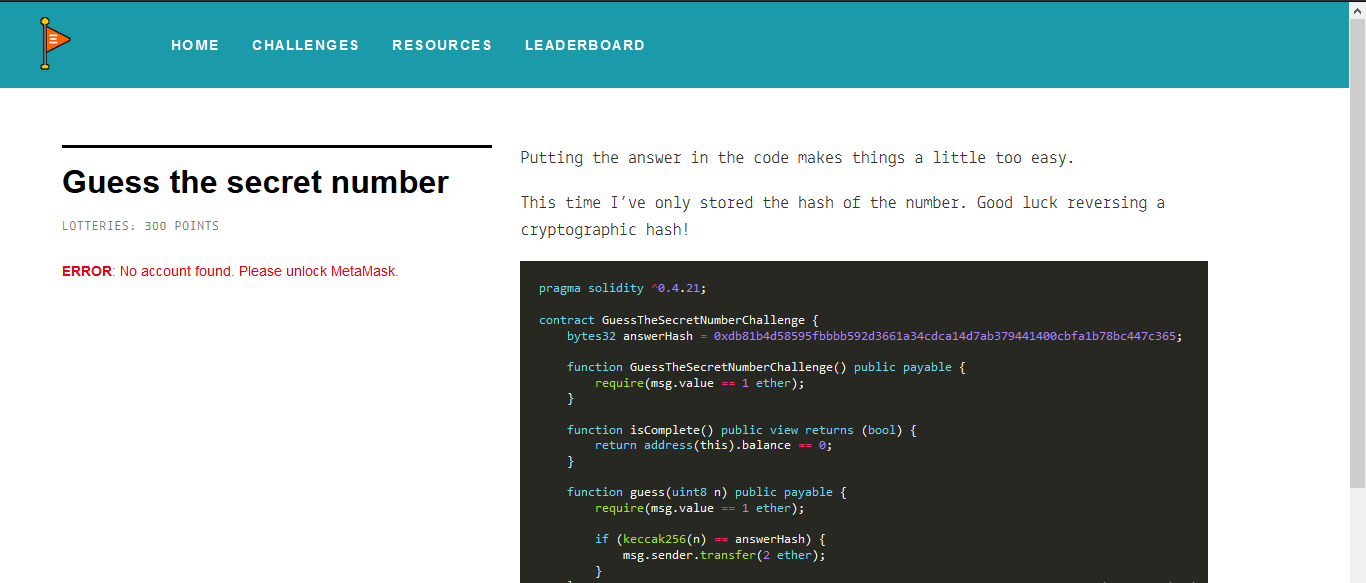 HOME CHALLENGES RESOURCES LEADERBOARD
Guess the secret number
LOTTERIES: 300 POINTS
ERROR: No account found. Please unlock MetaMask.
Putting the answer in the code makes things a little too easy.
This time I’ve only stored the hash of the number. Good luck reversing a
cryptographic hash!
pragma solidity ^0.4.21;
contract GuessTheSecretNumberChallenge {
bytes32 answerHash = 0xdb81b4d58595fbbbb592d3661a34cdca14d7ab379441400cbfa1b78bc447c365;
function GuessTheSecretNumberChallenge() public payable {
require(msg.value == 1 ether);
}
function isComplete() public view returns (bool) {
return address(this).balance == 0;
}
function guess(uint8 n) public payable {
require(msg.value == 1 ether);
if (keccak256(n) == answerHash) {
msg.sender.transfer(2 ether);
}